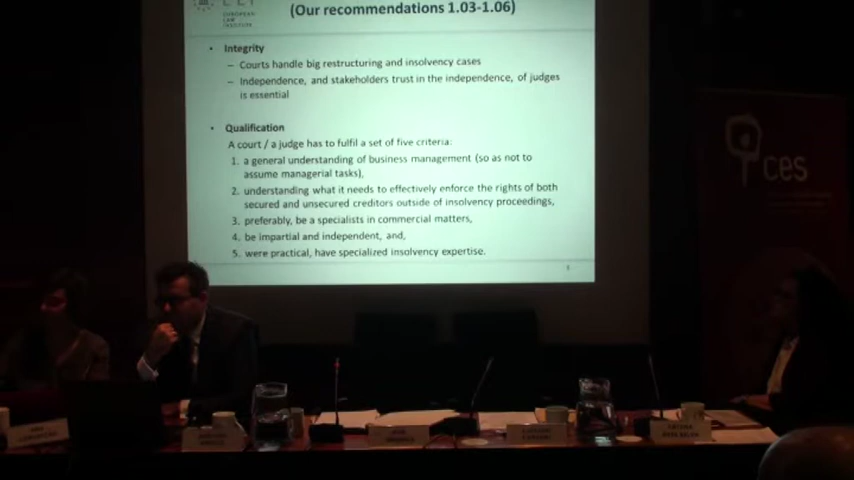 ELI
EUROPEAN
LAW
INSTITUTE
(Our recommendations 1.03-1.06)
• Integrity
– Courts handle big restructuring and insolvency cases
– Independence, and stakeholders trust in the independence, of judges
is essential
• Qualification
A court / a judge has to fulfil a set of five criteria:
1. a general understanding of business management (so as not to
assume managerial tasks),
2. understanding what it needs to effectively enforce the rights of both
secured and unsecured creditors outside of insolvency proceedings,
3. preferably, be a specialists in commercial matters,
4. be impartial and independent, and,
5. were practical, have specialized insolvency expertise.
ces